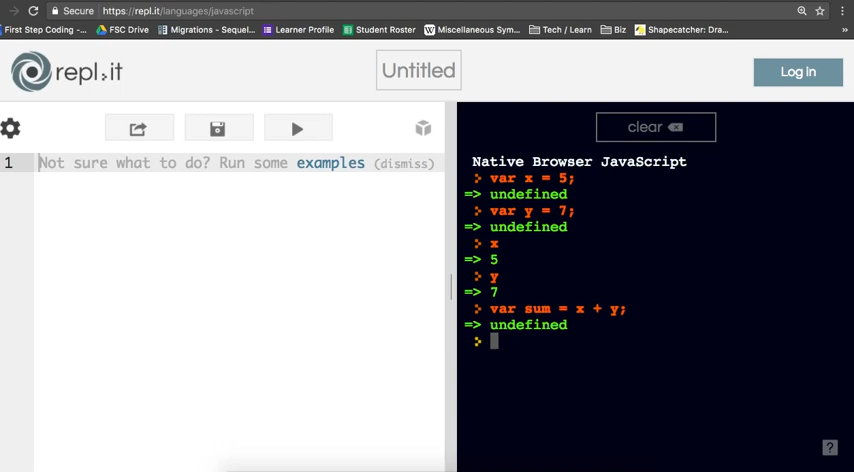 Secure https://repl.it/languages/javascript
First Step Coding -... FSC Drive Migrations - Sequel... Learner Profile Student Roster Miscellaneous Sym... Tech / Learn Biz Shapecatcher: Dra... »
repl.it Untitled Log in
clear
1 Not sure what to do? Run some examples (dismiss)
Native Browser JavaScript
var x = 5;
=> undefined
var y = 7;
=> undefined
x
=> 5
y
=> 7
var sum = x + y;
=> undefined
?